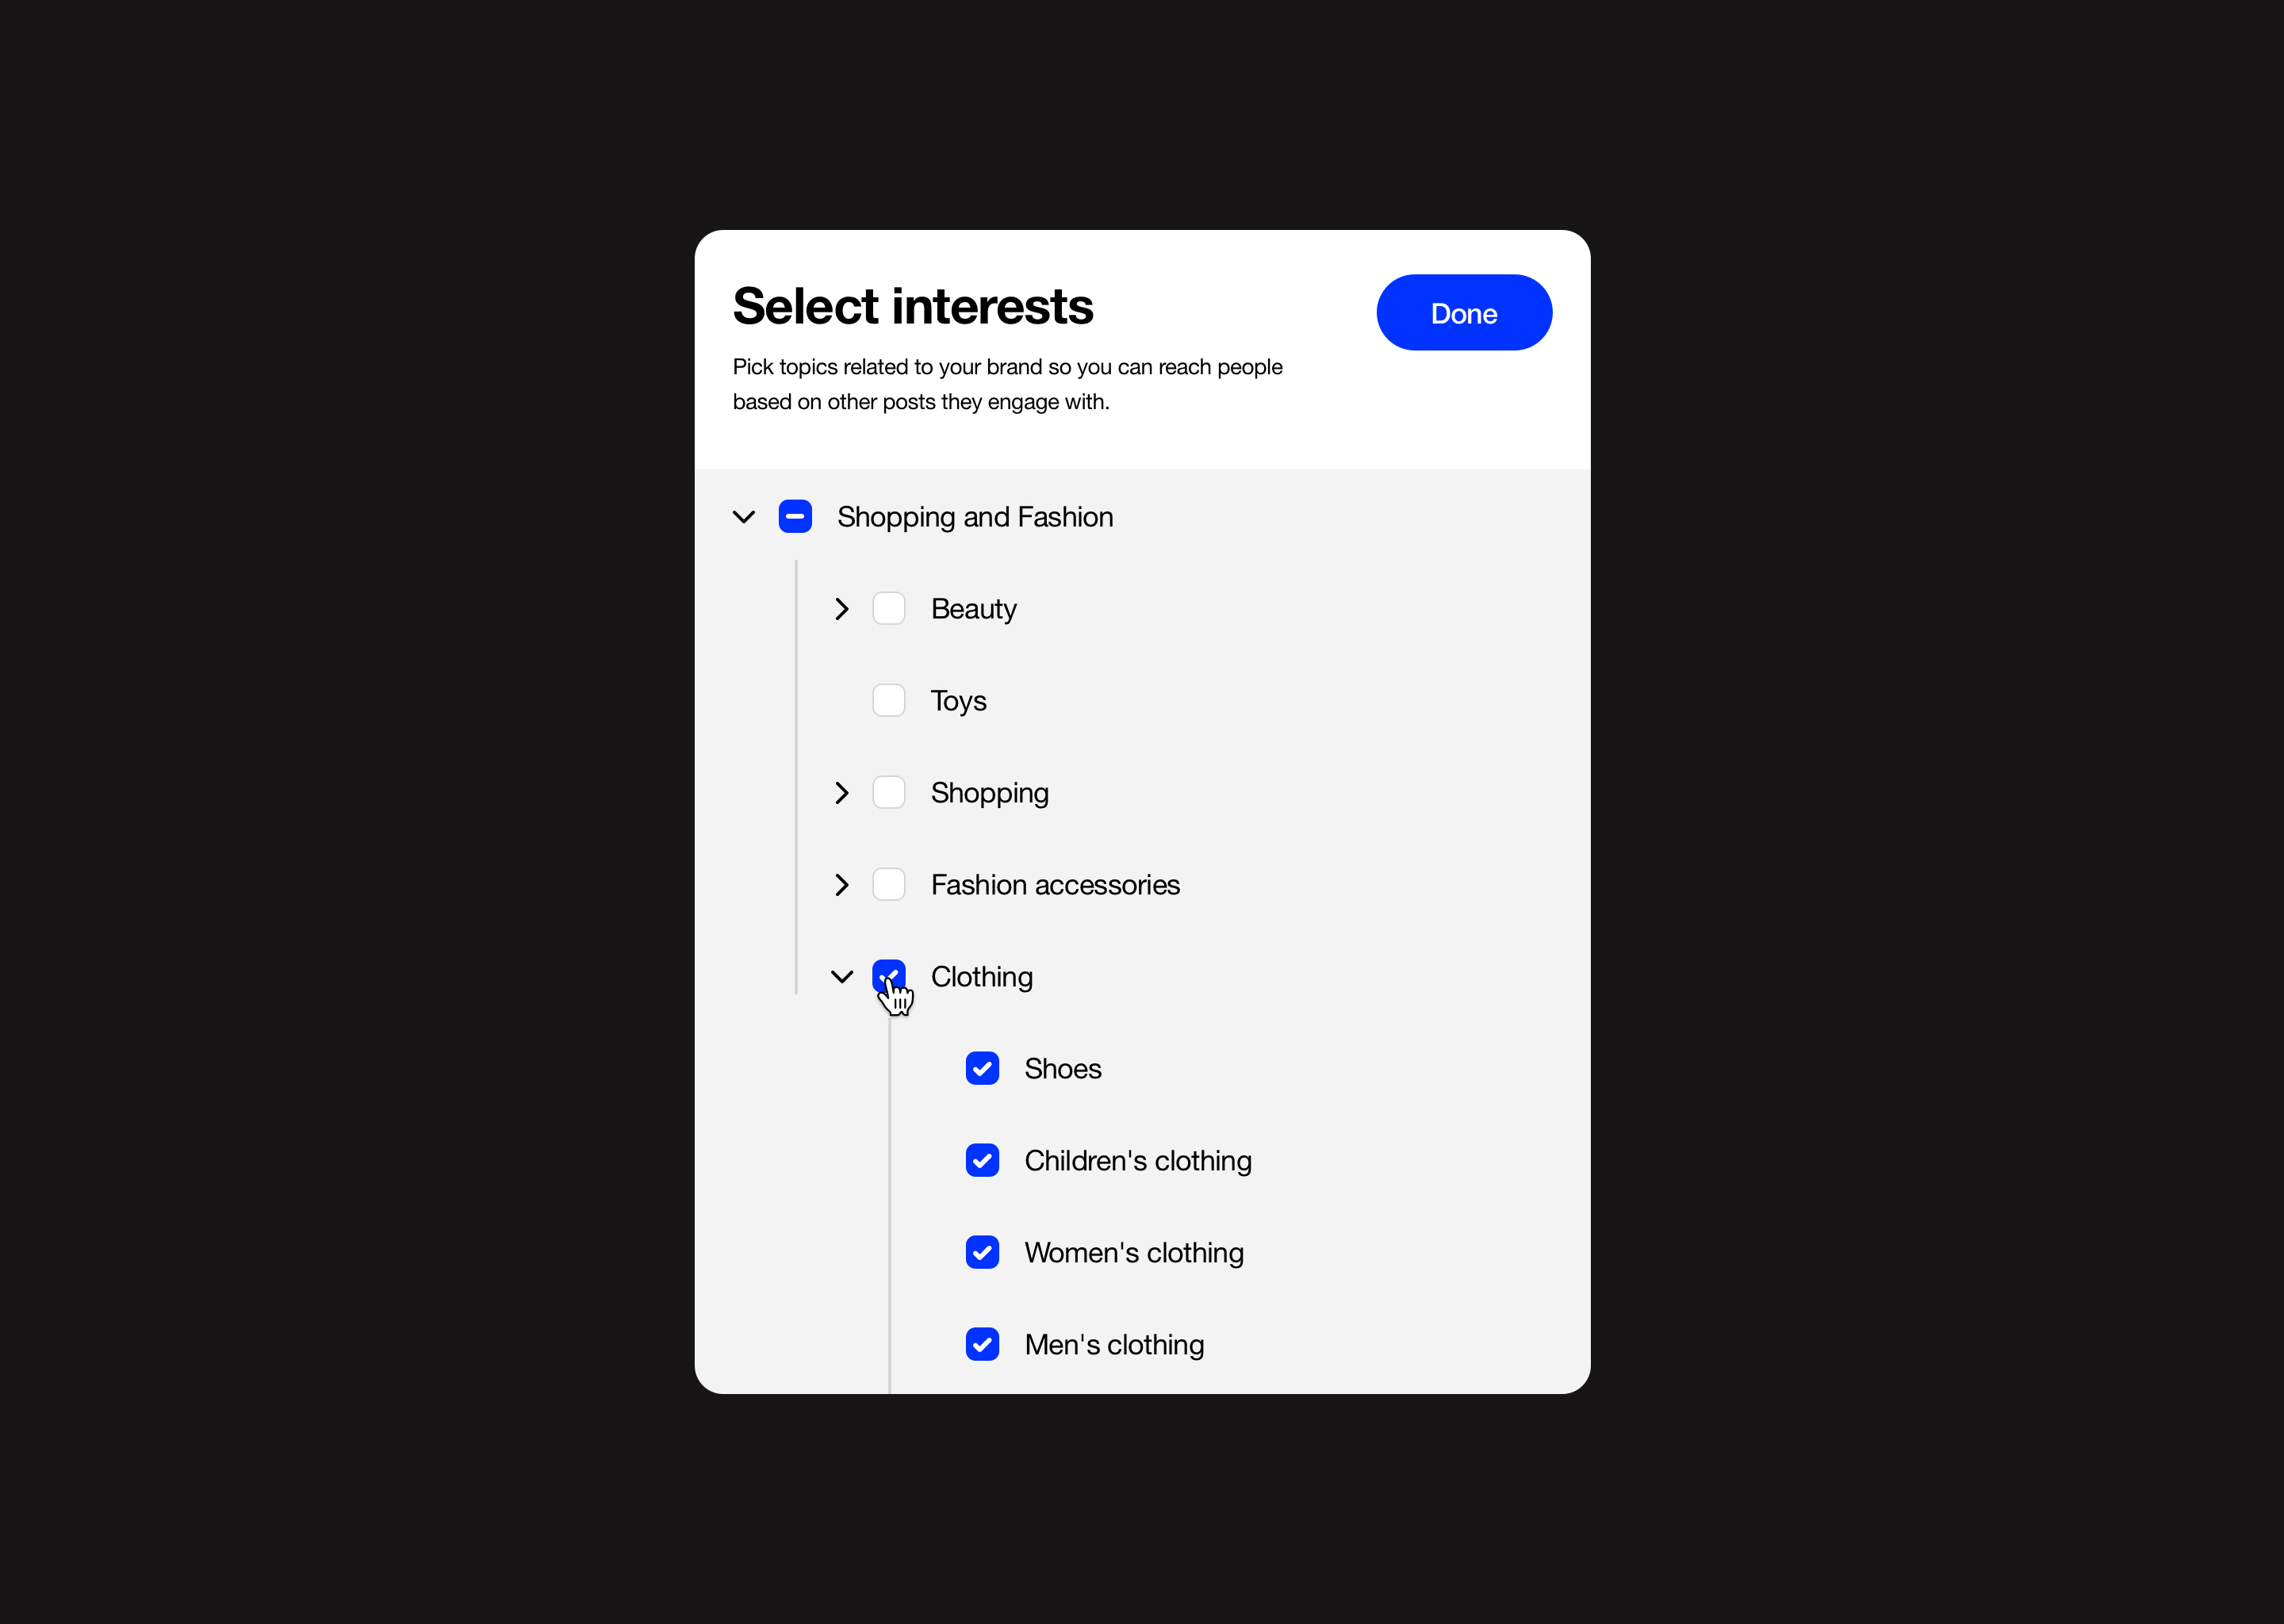 Select interests
Done
Pick topics related to your brand so you can reach people
based on other posts they engage with.
Shopping and Fashion
Beauty
Toys
Shopping
Fashion accessories
Clothing
Shoes
Children's clothing
Women's clothing
Men's clothing